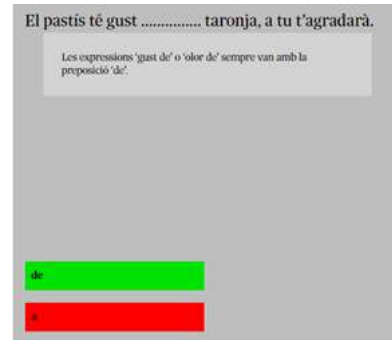 El pastís té gust ............... taronja, a tu t'agradarà.
Les expressions 'gust de' o 'olor de' sempre van amb la
preposició 'de'.
de
a